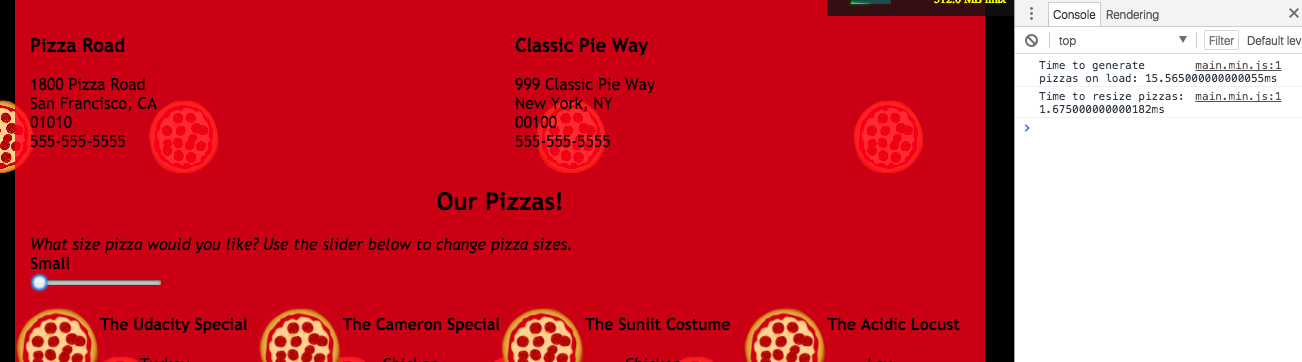 512.0 MB max
Pizza Road
1800 Pizza Road
San Francisco, CA
01010
555-555-5555
Classic Pie Way
999 Classic Pie Way
New York, NY
00100
555-555-5555
Our Pizzas!
What size pizza would you like? Use the slider below to change pizza sizes.
Small
The Udacity Special
The Cameron Special
The Sunlit Costume
The Acidic Locust
Turkey
Chicken
Chicken
Console Rendering
top Filter Default lev
Time to generate main.min.js:1
pizzas on load: 15.565000000000055ms
Time to resize pizzas: main.min.js:1
1.675000000000182ms